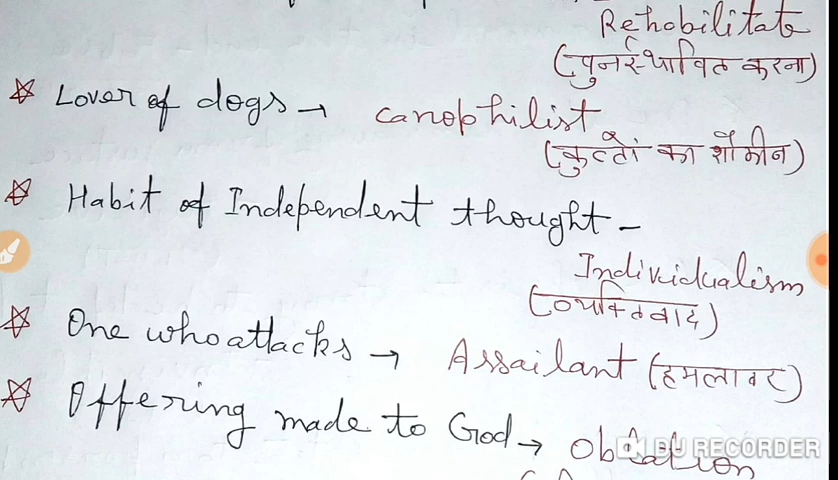 Rehabilitate
(पुनर्स्थापित करना)
Lover of dogs → canophilist
(कुत्तों का शौकीन)
Habit of Independent thought -
Individualism
(व्यक्तिवाद)
One who attacks → Assailant (हमलावर)
Offering made to God → Oblation
DU RECORDER